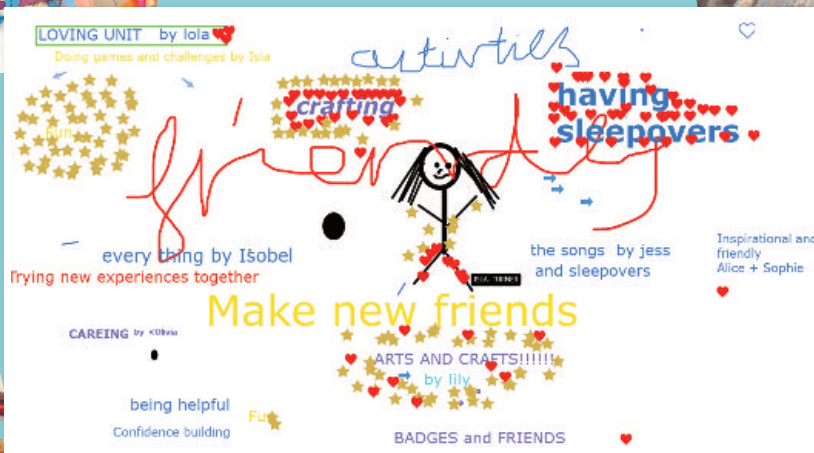 LOVING UNIT by lola
Doing games and challenges by Isla
activities
crafting
having
sleepovers
Fun
friendly
every thing by Isobel
Trying new experiences together
the songs by jess
and sleepovers
Inspirational and
friendly
Alice + Sophie
Make new friends
CAREING by <Olivia
ARTS AND CRAFTS!!!!!!!
by lily
being helpful
Confidence building
Fun
BADGES and FRIENDS